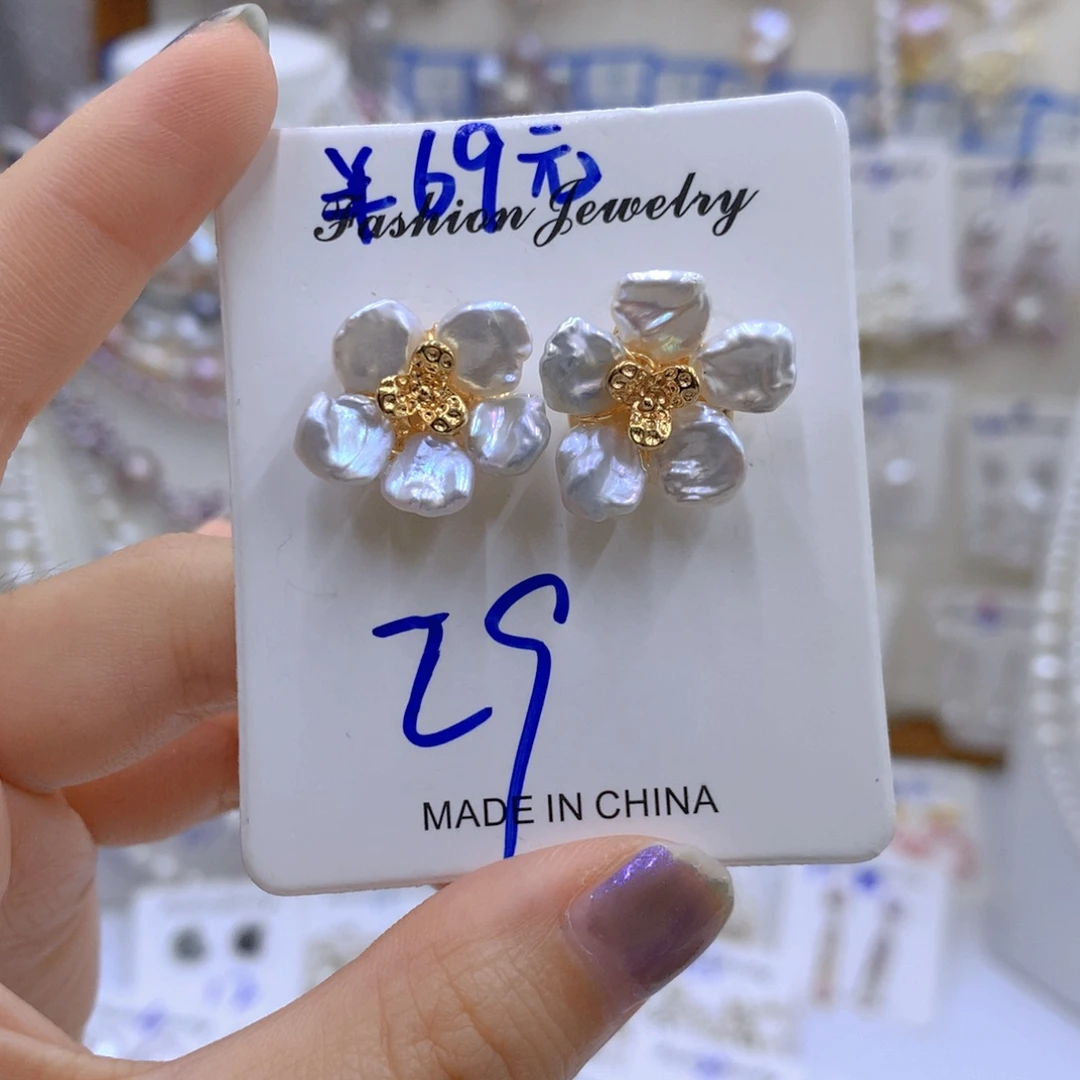 ¥69元
Fashion Jewelry
29
MADE IN CHINA